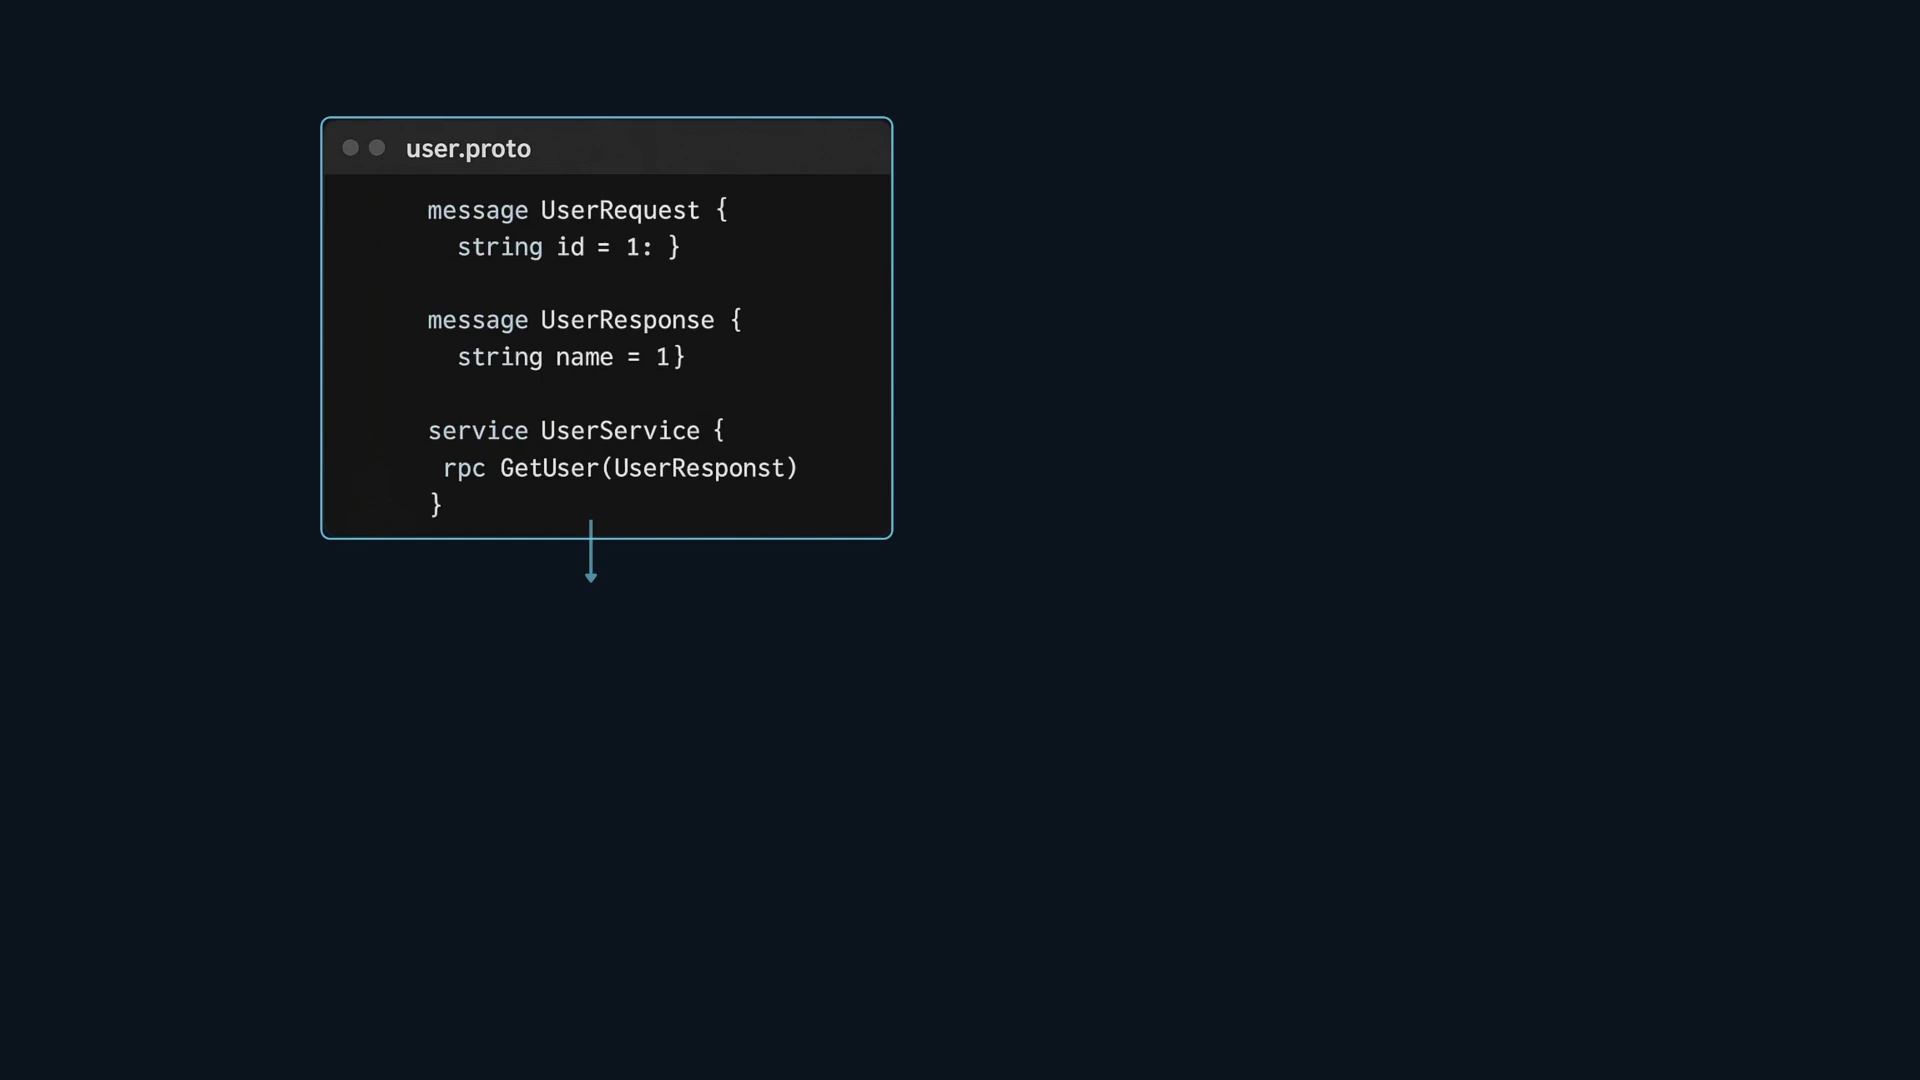 user.proto
message UserRequest {
string id = 1: }
message UserResponse {
string name = 1}
service UserService {
rpc GetUser(UserResponst)
}